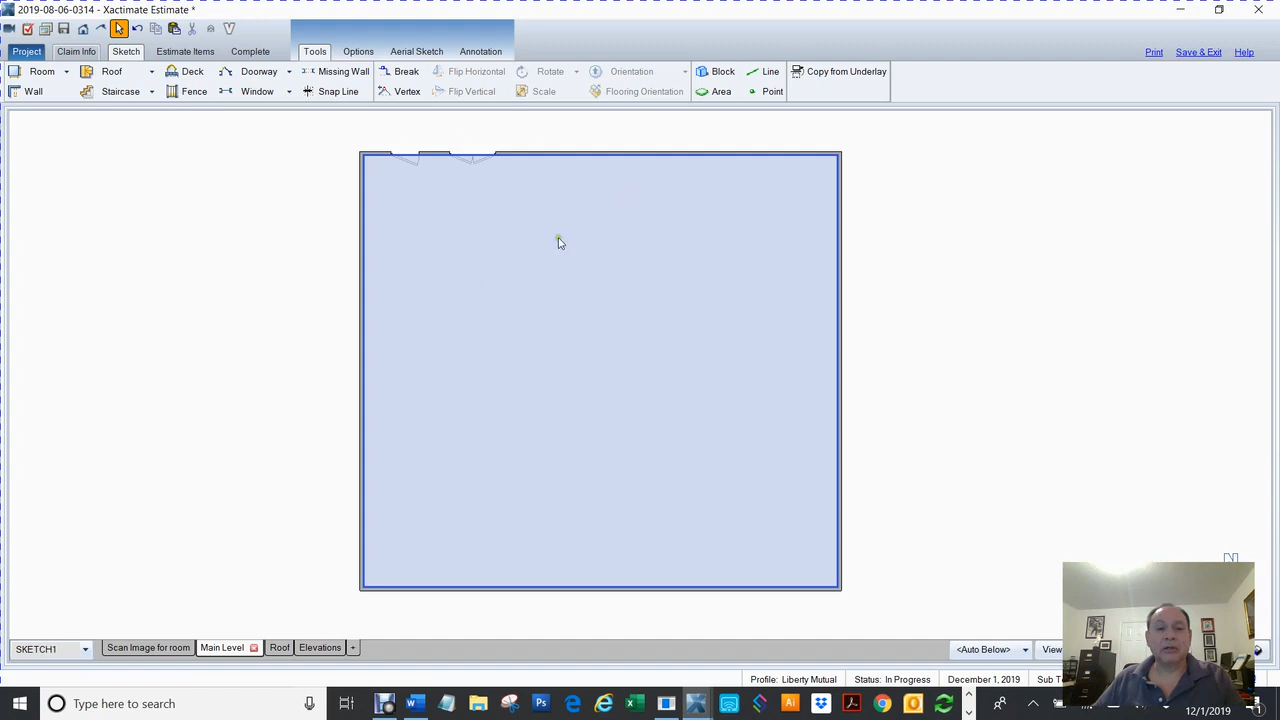 2019-08-06-0314 - Xactimate Estimate *
Project Claim Info Sketch Estimate Items Complete Tools Options Aerial Sketch Annotation Print Save & Exit Help
Room Roof Deck Doorway Missing Wall Break Flip Horizontal Rotate Orientation Block Line Copy from Underlay
Wall Staircase Fence Window Snap Line Vertex Flip Vertical Scale Flooring Orientation Area Point
N
SKETCH1 Scan Image for room Main Level Roof Elevations + <Auto Below> View
Profile: Liberty Mutual Status: In Progress December 1, 2019 Sub T
Type here to search
12/1/2019